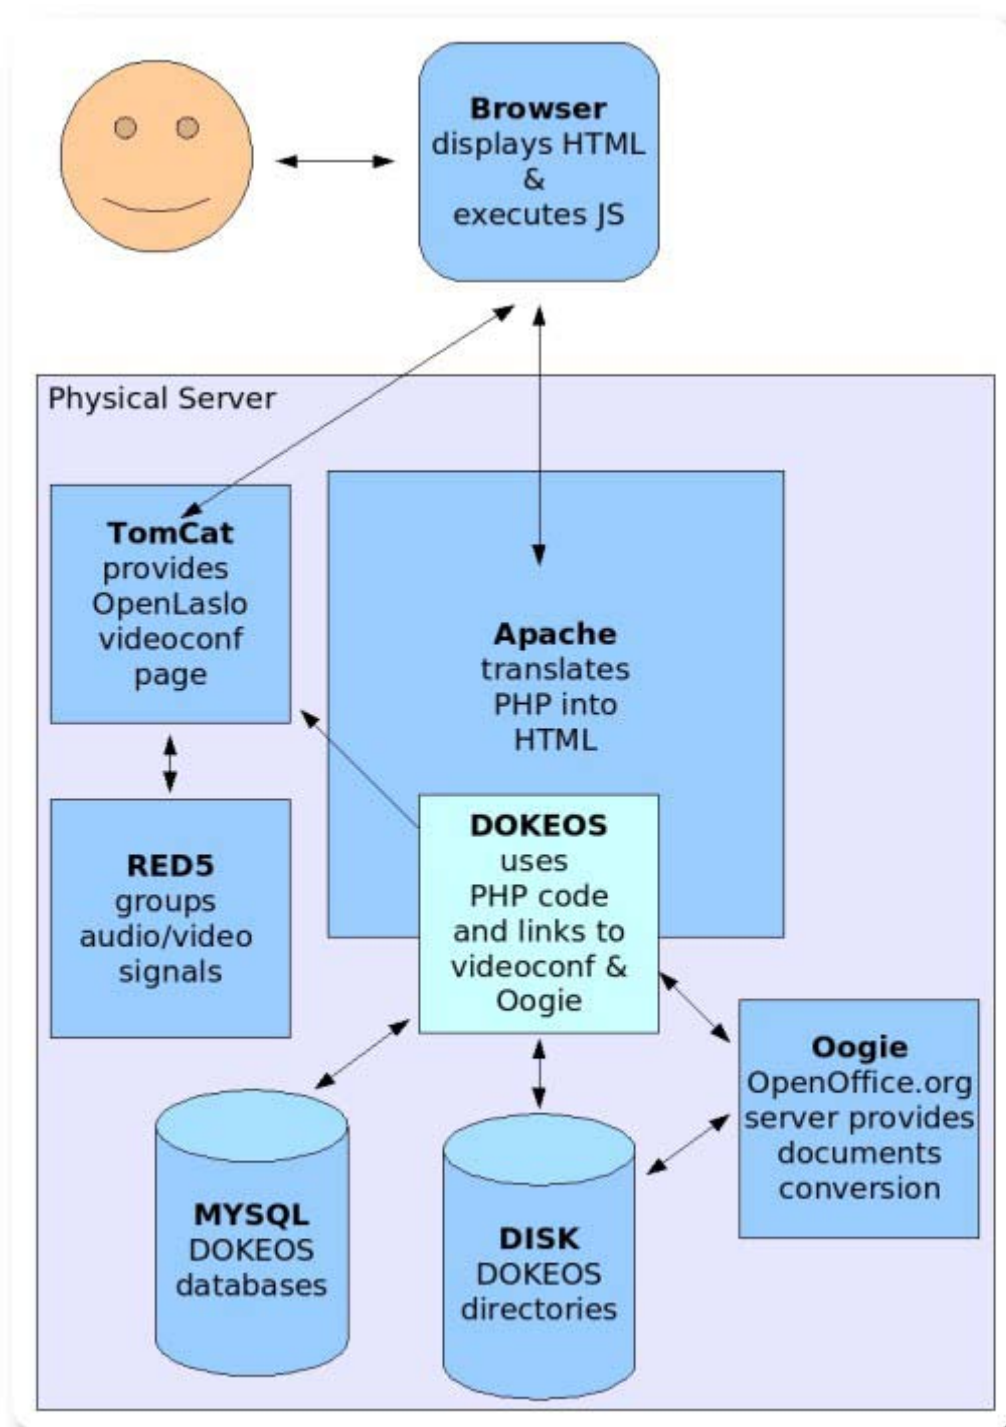 Browser
displays HTML
&
executes JS
Physical Server
TomCat
provides
OpenLaslo
videoconf
page
Apache
translates
PHP into
HTML
DOKEOS
uses
PHP code
and links to
videoconf &
Oogie
RED5
groups
audio/video
signals
Oogie
OpenOffice.org
server provides
documents
conversion
MYSQL
DOKEOS
databases
DISK
DOKEOS
directories